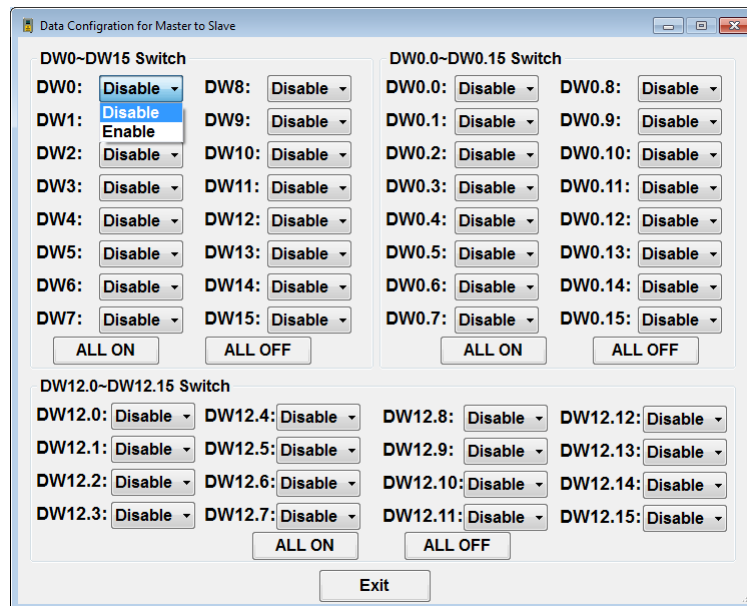 Data Configration for Master to Slave
DW0~DW15 Switch
DW0: Disable DW8: Disable
Disable
Enable
DW1: DW9: Disable
DW2: Disable DW10: Disable
DW3: Disable DW11: Disable
DW4: Disable DW12: Disable
DW5: Disable DW13: Disable
DW6: Disable DW14: Disable
DW7: Disable DW15: Disable
ALL ON ALL OFF
DW0.0~DW0.15 Switch
DW0.0: Disable DW0.8: Disable
DW0.1: Disable DW0.9: Disable
DW0.2: Disable DW0.10: Disable
DW0.3: Disable DW0.11: Disable
DW0.4: Disable DW0.12: Disable
DW0.5: Disable DW0.13: Disable
DW0.6: Disable DW0.14: Disable
DW0.7: Disable DW0.15: Disable
ALL ON ALL OFF
DW12.0~DW12.15 Switch
DW12.0: Disable DW12.4: Disable DW12.8: Disable DW12.12: Disable
DW12.1: Disable DW12.5: Disable DW12.9: Disable DW12.13: Disable
DW12.2: Disable DW12.6: Disable DW12.10: Disable DW12.14: Disable
DW12.3: Disable DW12.7: Disable DW12.11: Disable DW12.15: Disable
ALL ON ALL OFF
Exit